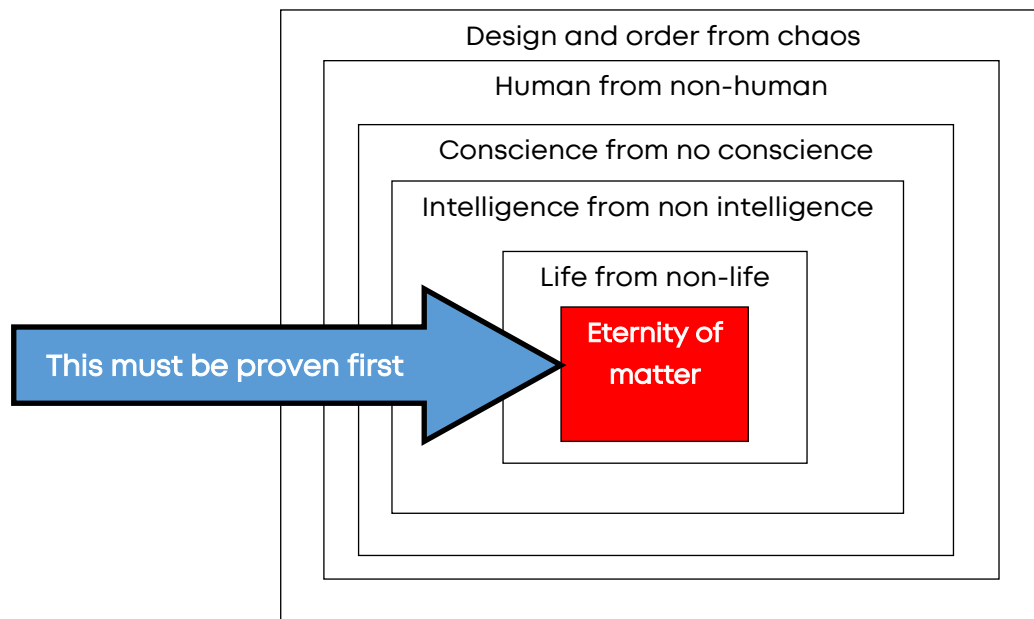 Design and order from chaos
Human from non-human
Conscience from no conscience
Intelligence from non intelligence
Life from non-life
Eternity of
matter
This must be proven first